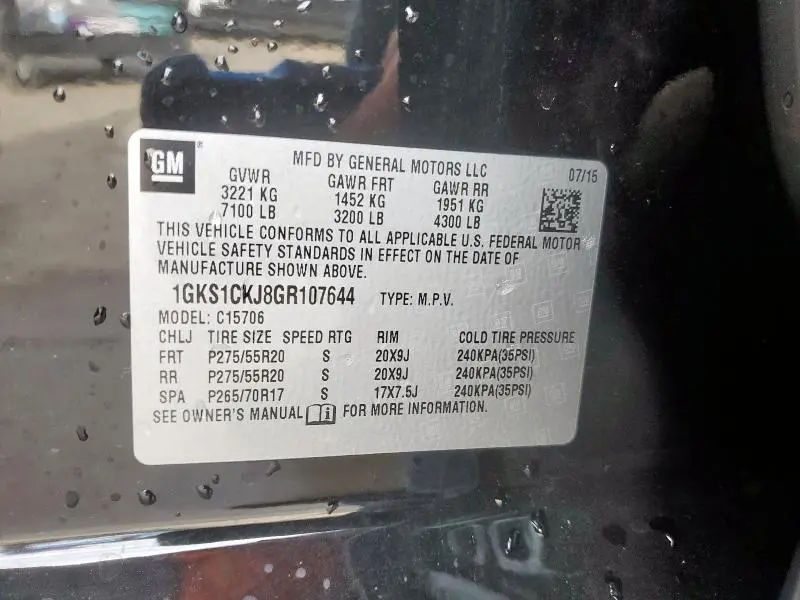 GM
MFD BY GENERAL MOTORS LLC 07/15
GVWR GAWR FRT GAWR RR
3221 KG 1452 KG 1951 KG
7100 LB 3200 LB 4300 LB
THIS VEHICLE CONFORMS TO ALL APPLICABLE U.S. FEDERAL MOTOR
VEHICLE SAFETY STANDARDS IN EFFECT ON THE DATE OF
MANUFACTURE SHOWN ABOVE.
1GKS1CKJ8GR107644 TYPE: M.P.V.
MODEL: C15706
CHLJ TIRE SIZE SPEED RTG RIM COLD TIRE PRESSURE
FRT P275/55R20 S 20X9J 240KPA(35PSI)
RR P275/55R20 S 20X9J 240KPA(35PSI)
SPA P265/70R17 S 17X7.5J 240KPA(35PSI)
SEE OWNER'S MANUAL i FOR MORE INFORMATION.